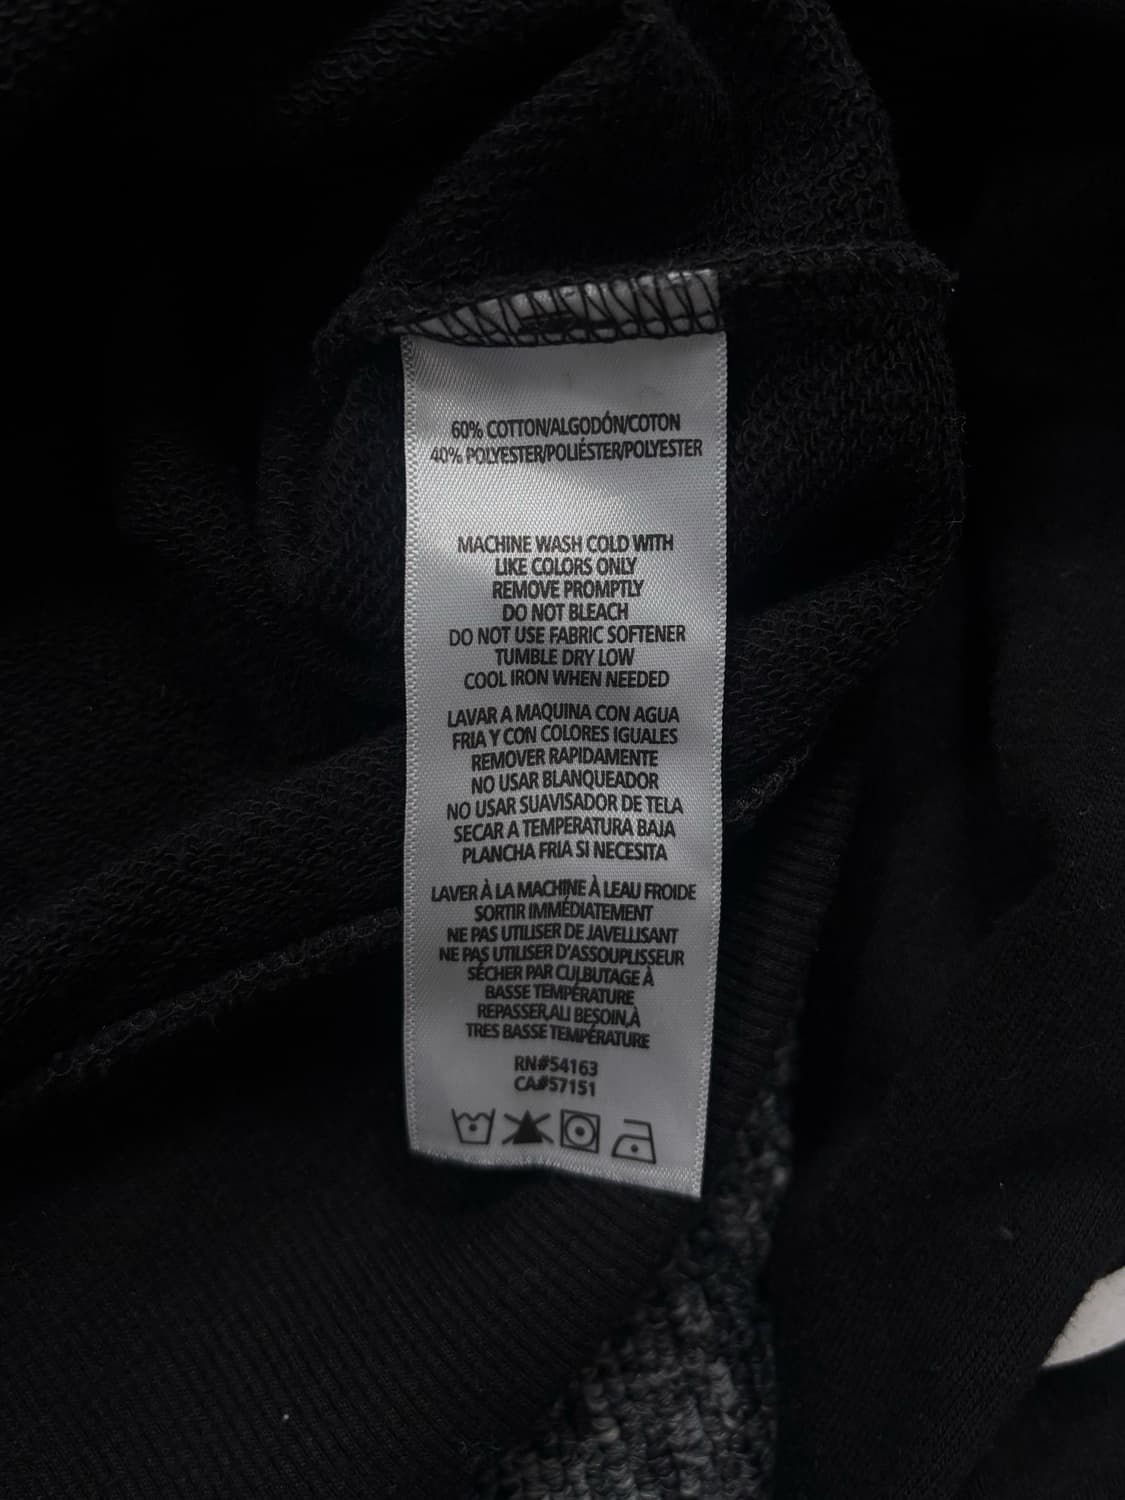 60% COTTON/ALGODÓN/COTON
40% POLYESTER/POLIÉSTER/POLYESTER
MACHINE WASH COLD WITH
LIKE COLORS ONLY
REMOVE PROMPTLY
DO NOT BLEACH
DO NOT USE FABRIC SOFTENER
TUMBLE DRY LOW
COOL IRON WHEN NEEDED
LAVAR A MAQUINA CON AGUA
FRIA Y CON COLORES IGUALES
REMOVER RAPIDAMENTE
NO USAR BLANQUEADOR
NO USAR SUAVISADOR DE TELA
SECAR A TEMPERATURA BAJA
PLANCHA FRIA SI NECESITA
LAVER À LA MACHINE À LEAU FROIDE
SORTIR IMMÉDIATEMENT
NE PAS UTILISER DE JAVELLISANT
NE PAS UTILISER D'ASSOUPLISSEUR
SÉCHER PAR CULBUTAGE À
BASSE TEMPÉRATURE
REPASSER,ALI BESOIN,À
TRES BASSE TEMPÉRATURE
RN#54163
CA#57151